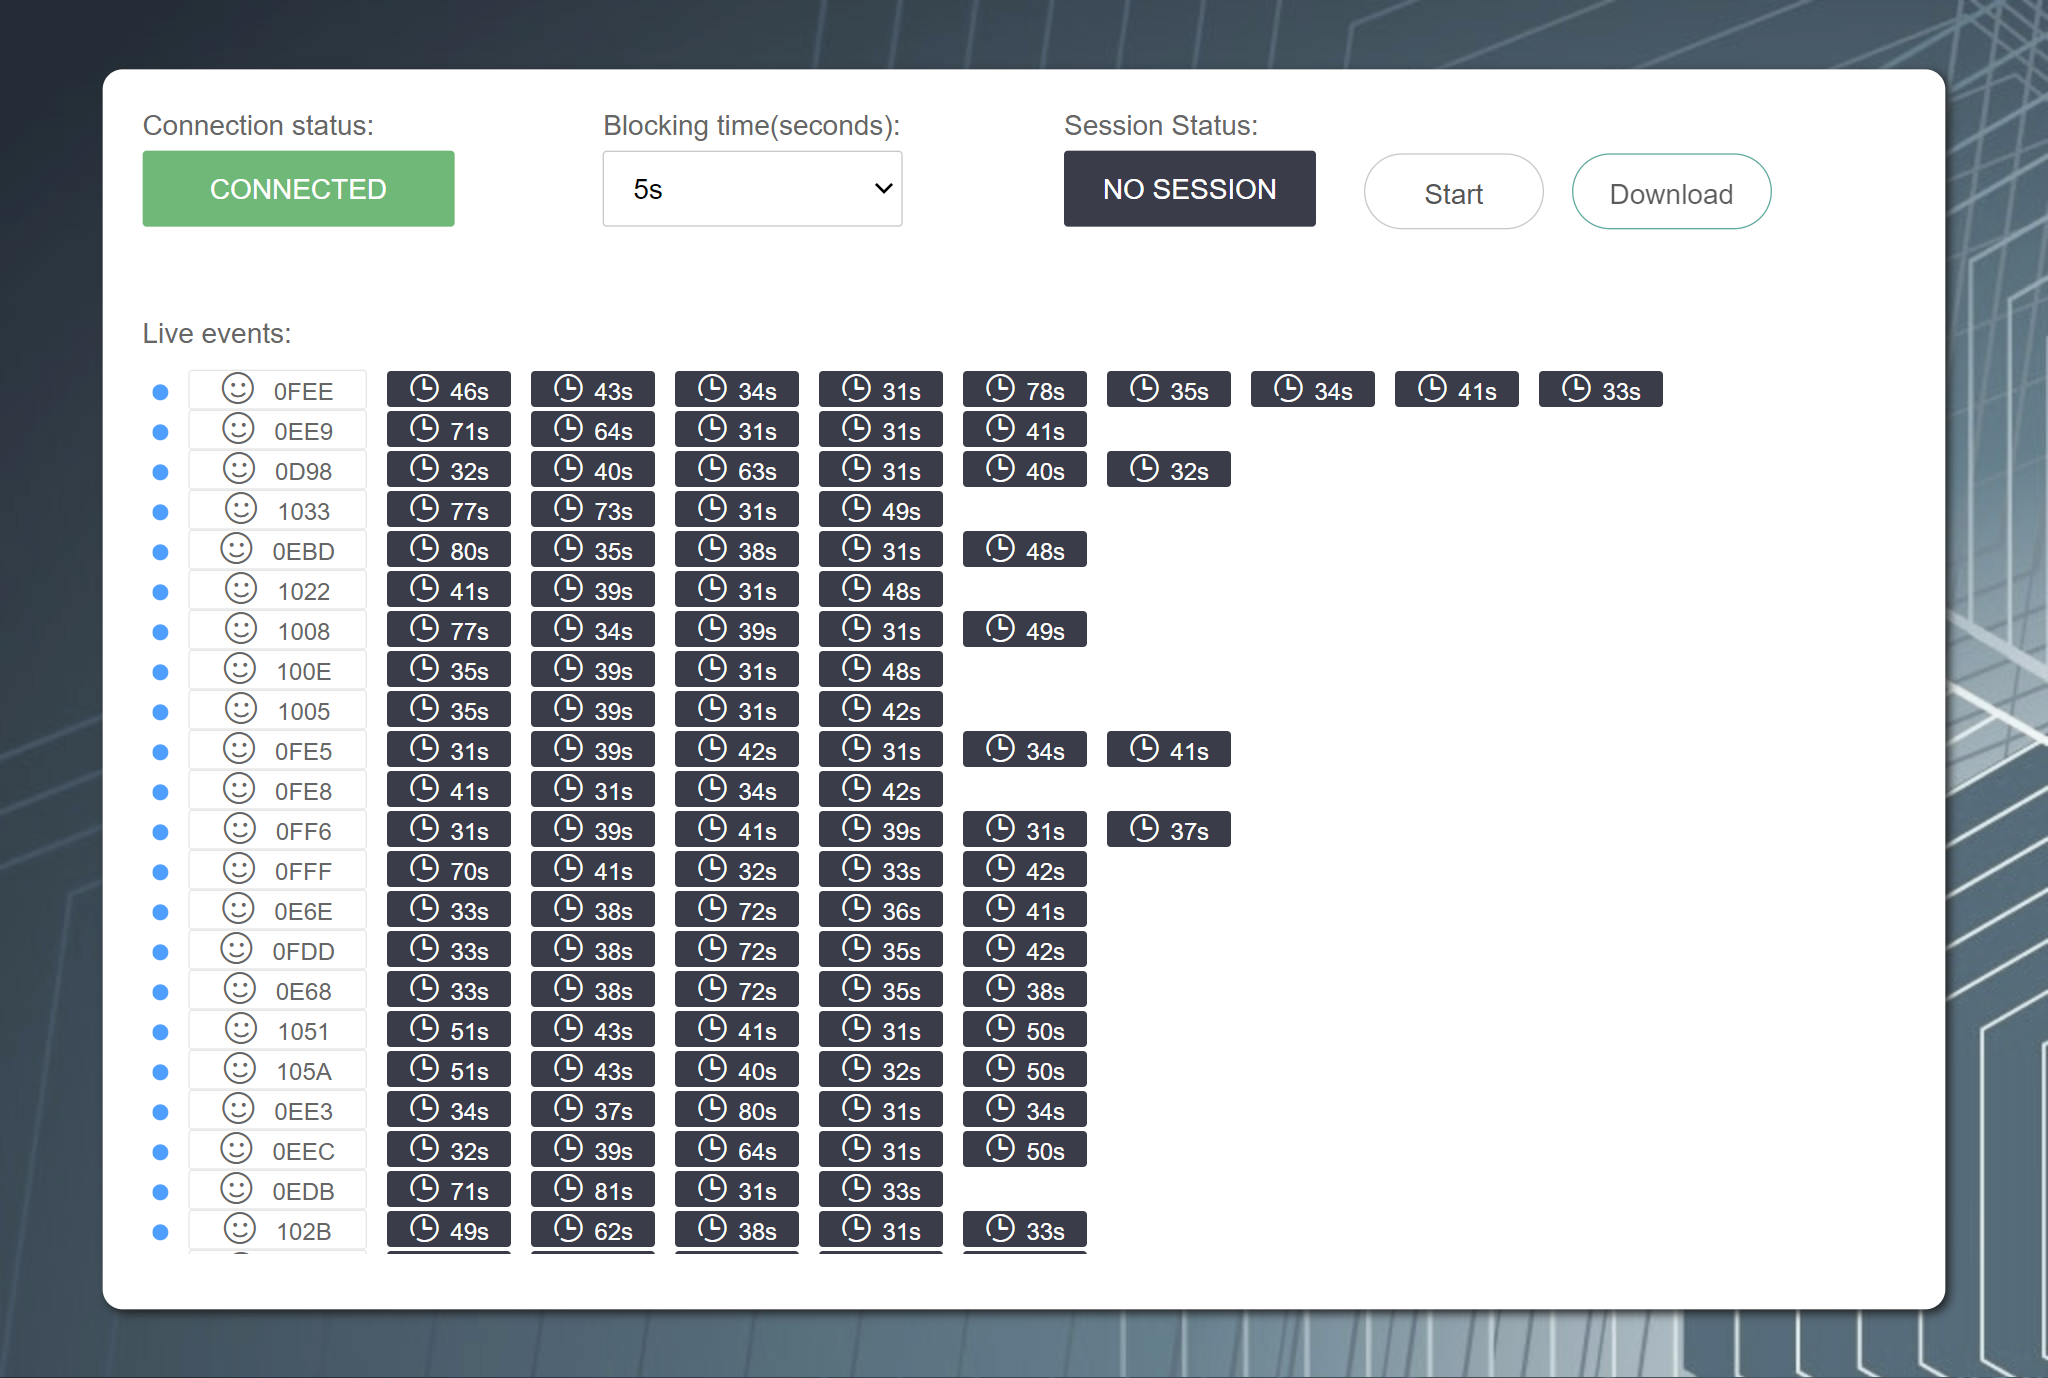 Connection status: Blocking time(seconds): Session Status:
CONNECTED 5s NO SESSION Start Download
Live events:
0FEE 46s 43s 34s 31s 78s 35s 34s 41s 33s
0EE9 71s 64s 31s 31s 41s
0D98 32s 40s 63s 31s 40s 32s
1033 77s 73s 31s 49s
0EBD 80s 35s 38s 31s 48s
1022 41s 39s 31s 48s
1008 77s 34s 39s 31s 49s
100E 35s 39s 31s 48s
1005 35s 39s 31s 42s
0FE5 31s 39s 42s 31s 34s 41s
0FE8 41s 31s 34s 42s
0FF6 31s 39s 41s 39s 31s 37s
0FFF 70s 41s 32s 33s 42s
0E6E 33s 38s 72s 36s 41s
0FDD 33s 38s 72s 35s 42s
0E68 33s 38s 72s 35s 38s
1051 51s 43s 41s 31s 50s
105A 51s 43s 40s 32s 50s
0EE3 34s 37s 80s 31s 34s
0EEC 32s 39s 64s 31s 50s
0EDB 71s 81s 31s 33s
102B 49s 62s 38s 31s 33s